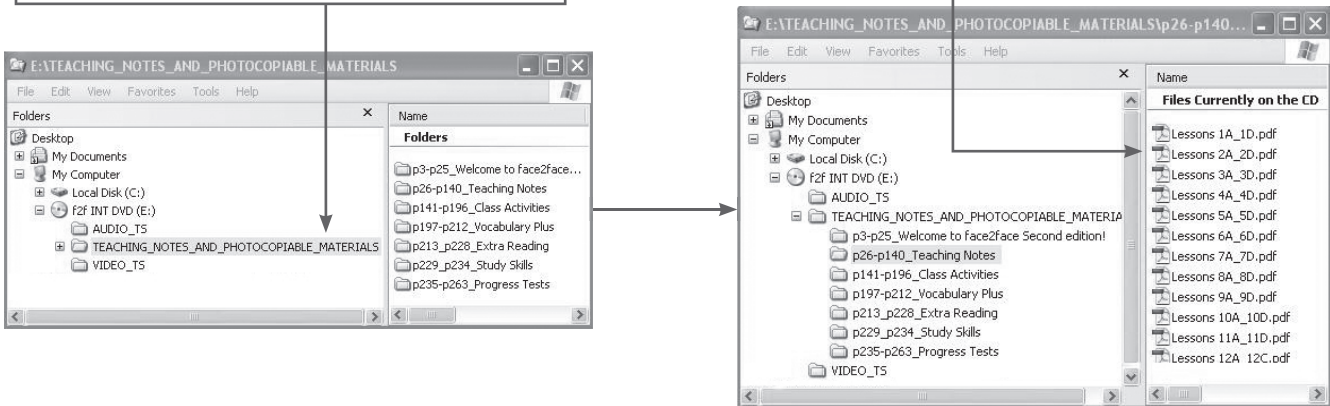 E:\TEACHING_NOTES_AND_PHOTOCOPIABLE_MATERIALS
File Edit View Favorites Tools Help
Folders
Desktop
My Documents
My Computer
Local Disk (C:)
f2f INT DVD (E:)
AUDIO_TS
TEACHING_NOTES_AND_PHOTOCOPIABLE_MATERIALS
VIDEO_TS
Name
Folders
p3-p25_Welcome to face2face...
p26-p140_Teaching Notes
p141-p196_Class Activities
p197-p212_Vocabulary Plus
p213_p228_Extra Reading
p229_p234_Study Skills
p235-p263_Progress Tests
E:\TEACHING_NOTES_AND_PHOTOCOPIABLE_MATERIALS\p26-p140...
File Edit View Favorites Tools Help
Folders
Desktop
My Documents
My Computer
Local Disk (C:)
f2f INT DVD (E:)
AUDIO_TS
TEACHING_NOTES_AND_PHOTOCOPIABLE_MATERIA
p3-p25_Welcome to face2face Second edition!
p26-p140_Teaching Notes
p141-p196_Class Activities
p197-p212_Vocabulary Plus
p213_p228_Extra Reading
p229_p234_Study Skills
p235-p263_Progress Tests
VIDEO_TS
Name
Files Currently on the CD
Lessons 1A_1D.pdf
Lessons 2A_2D.pdf
Lessons 3A_3D.pdf
Lessons 4A_4D.pdf
Lessons 5A_5D.pdf
Lessons 6A_6D.pdf
Lessons 7A_7D.pdf
Lessons 8A_8D.pdf
Lessons 9A_9D.pdf
Lessons 10A_10D.pdf
Lessons 11A_11D.pdf
Lessons 12A_12C.pdf